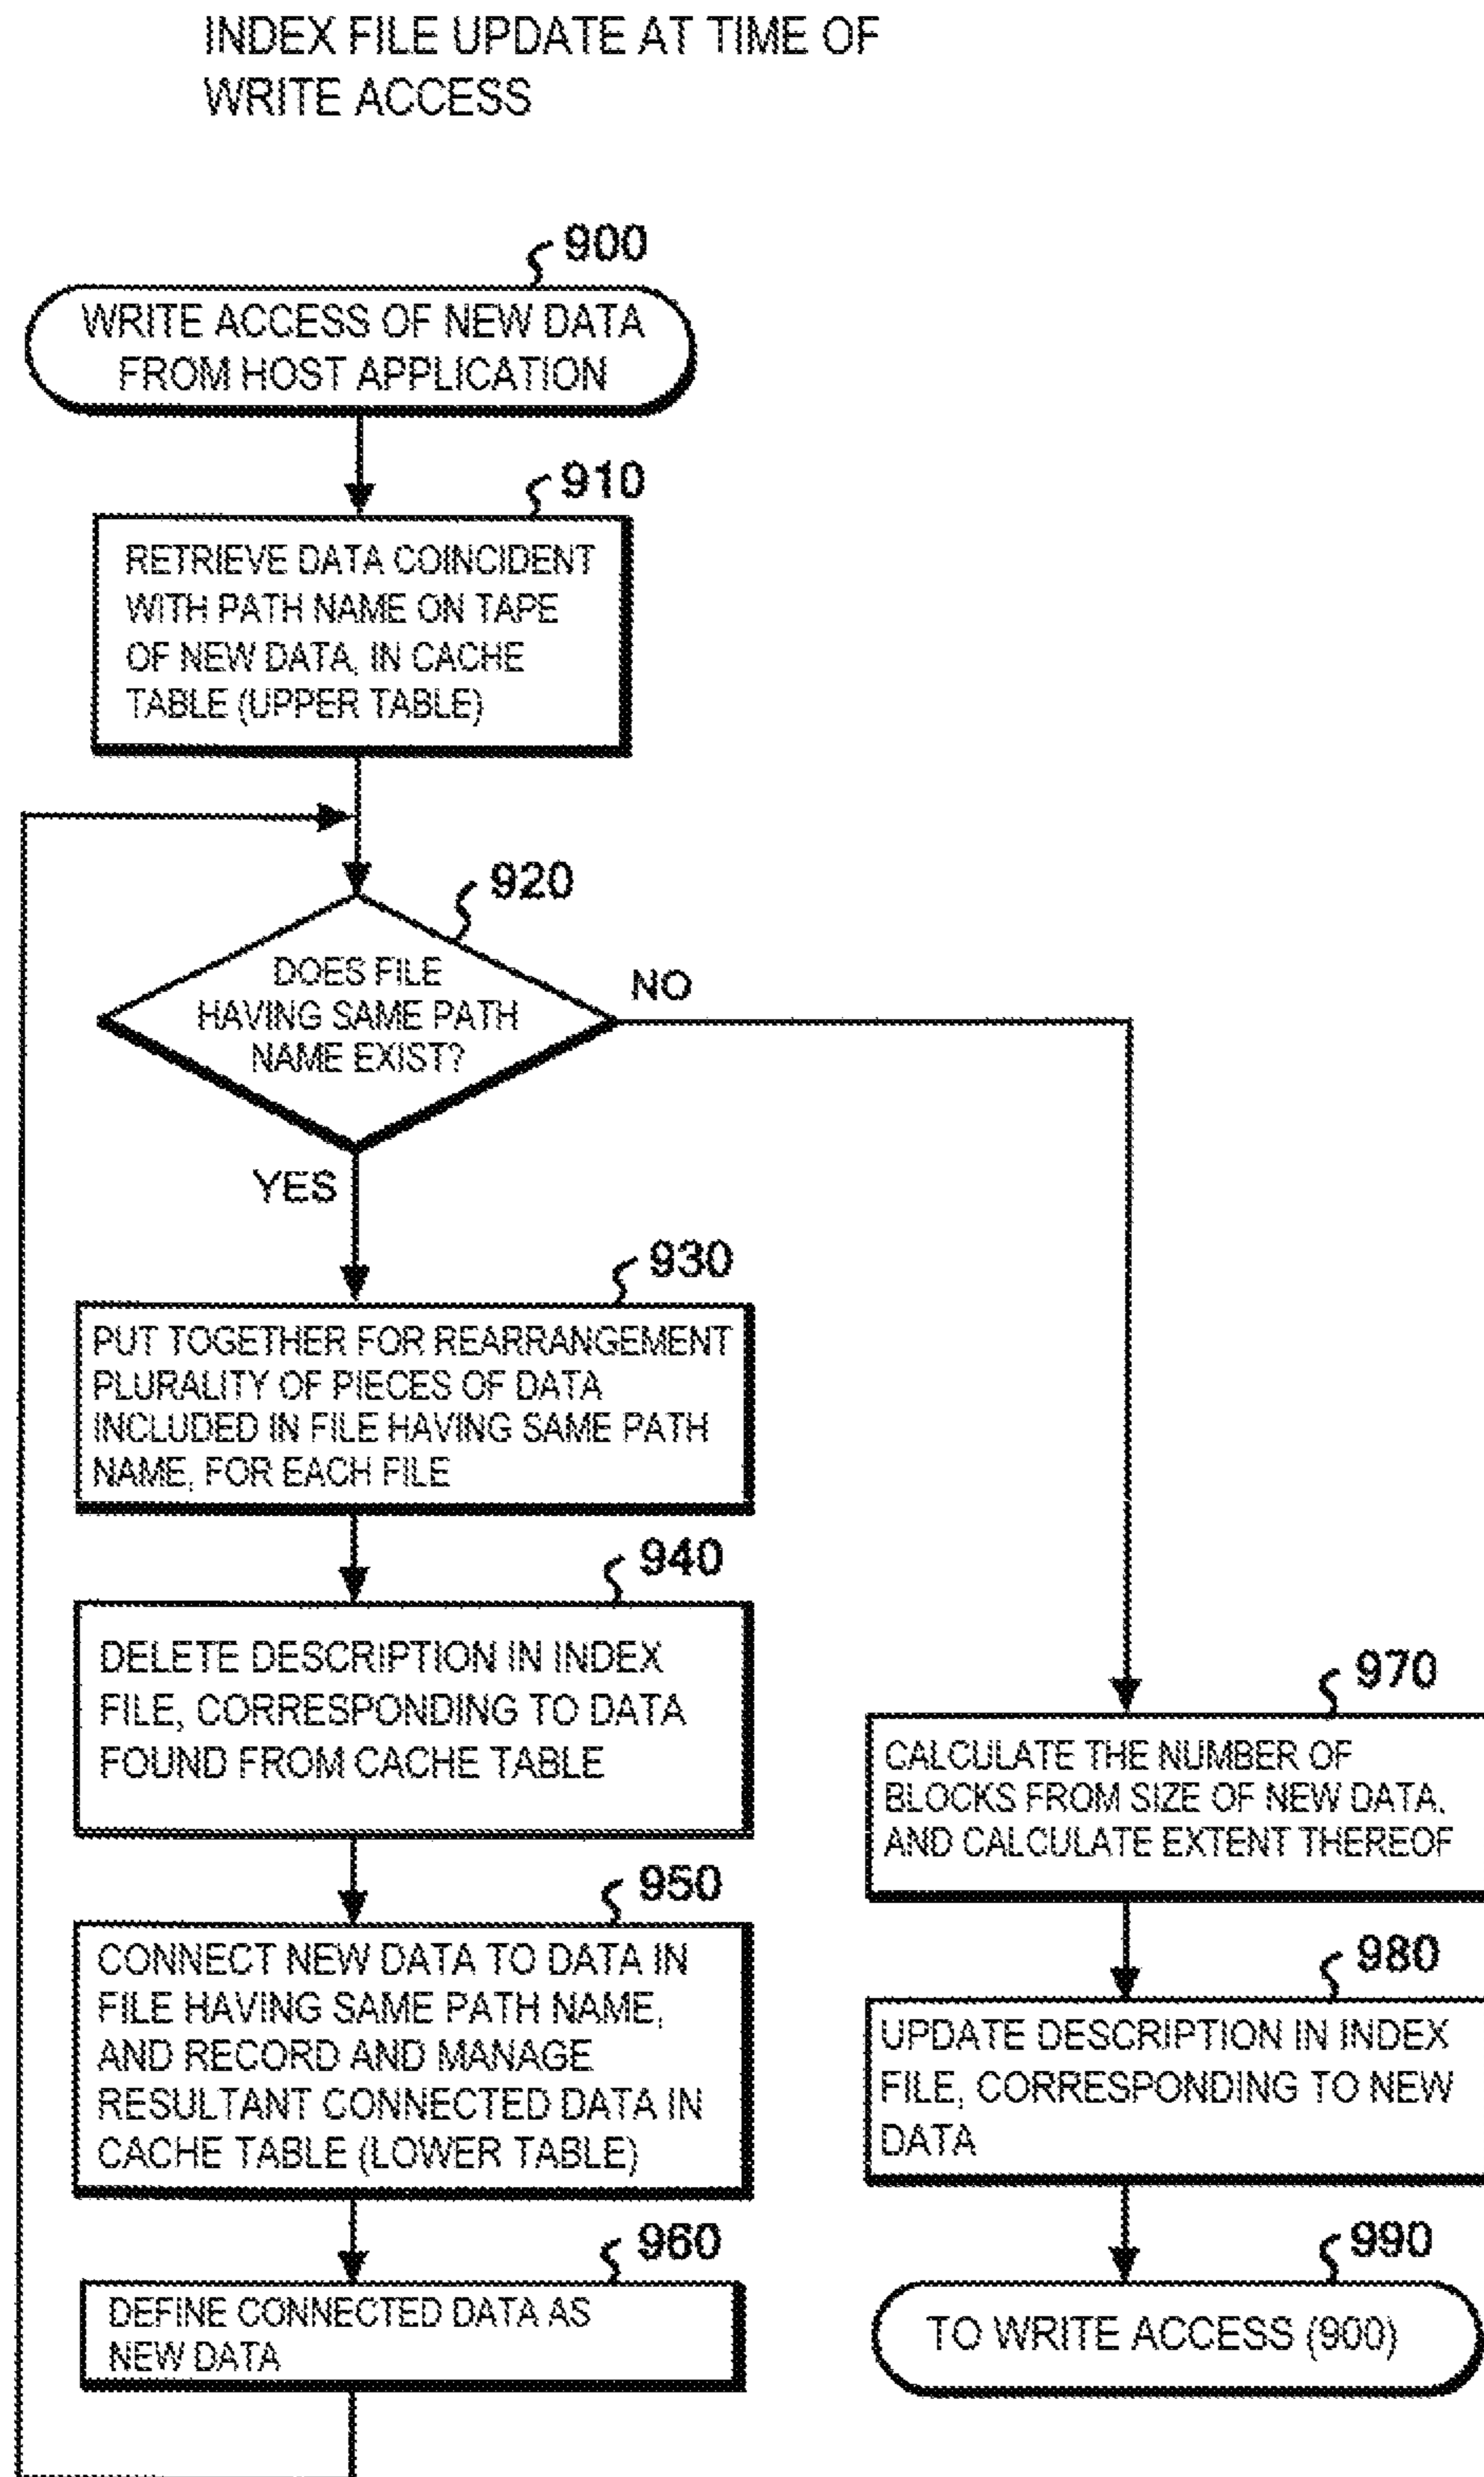 INDEX FILE UPDATE AT TIME OF
WRITE ACCESS
900
WRITE ACCESS OF NEW DATA
FROM HOST APPLICATION
910
RETRIEVE DATA COINCIDENT
WITH PATH NAME ON TAPE
OF NEW DATA, IN CACHE
TABLE (UPPER TABLE)
920
DOES FILE
HAVING SAME PATH
NAME EXIST?
NO
YES
930
PUT TOGETHER FOR REARRANGEMENT
PLURALITY OF PIECES OF DATA
INCLUDED IN FILE HAVING SAME PATH
NAME, FOR EACH FILE
940
DELETE DESCRIPTION IN INDEX
FILE, CORRESPONDING TO DATA
FOUND FROM CACHE TABLE
950
CONNECT NEW DATA TO DATA IN
FILE HAVING SAME PATH NAME,
AND RECORD AND MANAGE
RESULTANT CONNECTED DATA IN
CACHE TABLE (LOWER TABLE)
960
DEFINE CONNECTED DATA AS
NEW DATA
970
CALCULATE THE NUMBER OF
BLOCKS FROM SIZE OF NEW DATA,
AND CALCULATE EXTENT THEREOF
980
UPDATE DESCRIPTION IN INDEX
FILE, CORRESPONDING TO NEW
DATA
990
TO WRITE ACCESS (900)